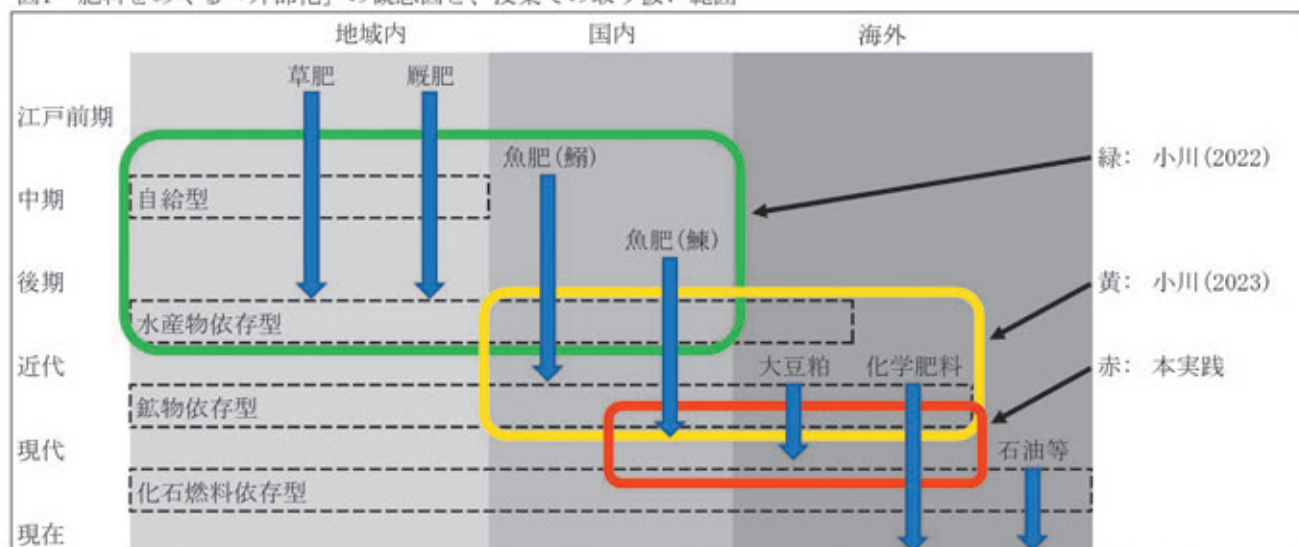 地域内 国内 海外
草肥 厩肥
江戸前期
魚肥(鰯)
緑: 小川(2022)
中期 自給型
魚肥(鰊)
後期
黄: 小川(2023)
水産物依存型
近代 大豆粕 化学肥料 赤: 本実践
鉱物依存型
現代 石油等
化石燃料依存型
現在